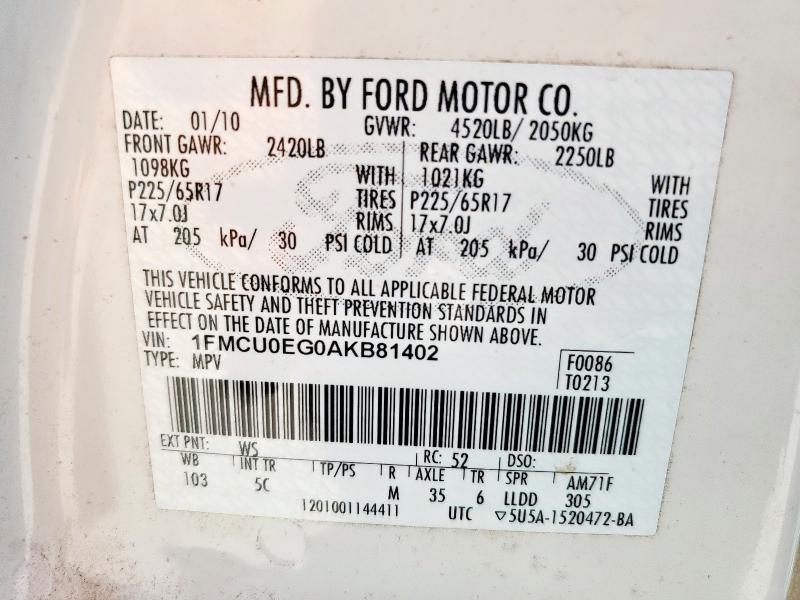 MFD. BY FORD MOTOR CO.
DATE: 01/10 GVWR: 4520LB/ 2050KG
FRONT GAWR: 2420LB REAR GAWR: 2250LB
1098KG WITH 1021KG WITH
P225/65R17 TIRES P225/65R17 TIRES
17x7.0J RIMS 17x7.0J RIMS
AT 205 kPa/ 30 PSI COLD AT 205 kPa/ 30 PSI COLD
THIS VEHICLE CONFORMS TO ALL APPLICABLE FEDERAL MOTOR
VEHICLE SAFETY AND THEFT PREVENTION STANDARDS IN
EFFECT ON THE DATE OF MANUFACTURE SHOWN ABOVE.
VIN: 1FMCU0EG0AKB81402
TYPE: MPV F0086
T0213
EXT PNT: WS RC: 52 DSO:
WB INT TR TP/PS R AXLE TR SPR AM71F
103 5C M 35 6 LLDD 305
1201001144411 UTC ▽5U5A-1520472-BA
Ford